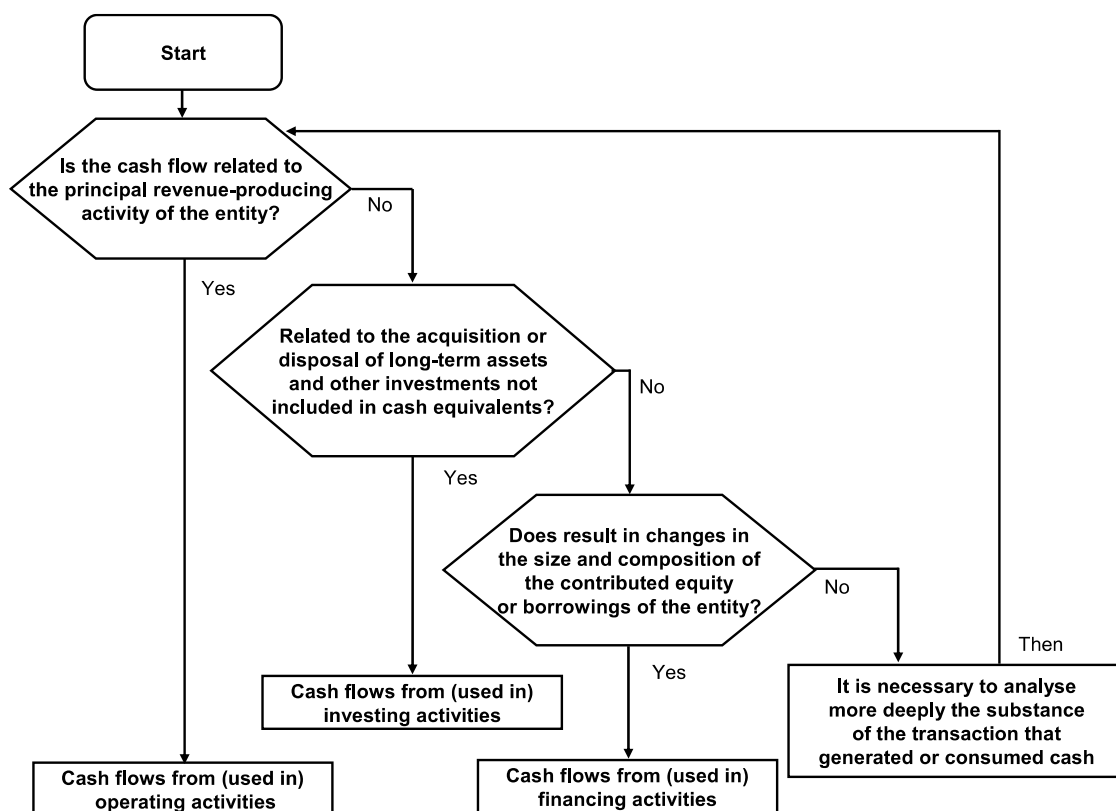 Start
Is the cash flow related to
the principal revenue-producing
activity of the entity?
No
Yes
Related to the acquisition or
disposal of long-term assets
and other investments not
included in cash equivalents?
No
Yes
Does result in changes in
the size and composition of
the contributed equity
or borrowings of the entity?
No
Yes
Then
It is necessary to analyse
more deeply the substance
of the transaction that
generated or consumed cash
Cash flows from (used in)
investing activities
Cash flows from (used in)
operating activities
Cash flows from (used in)
financing activities